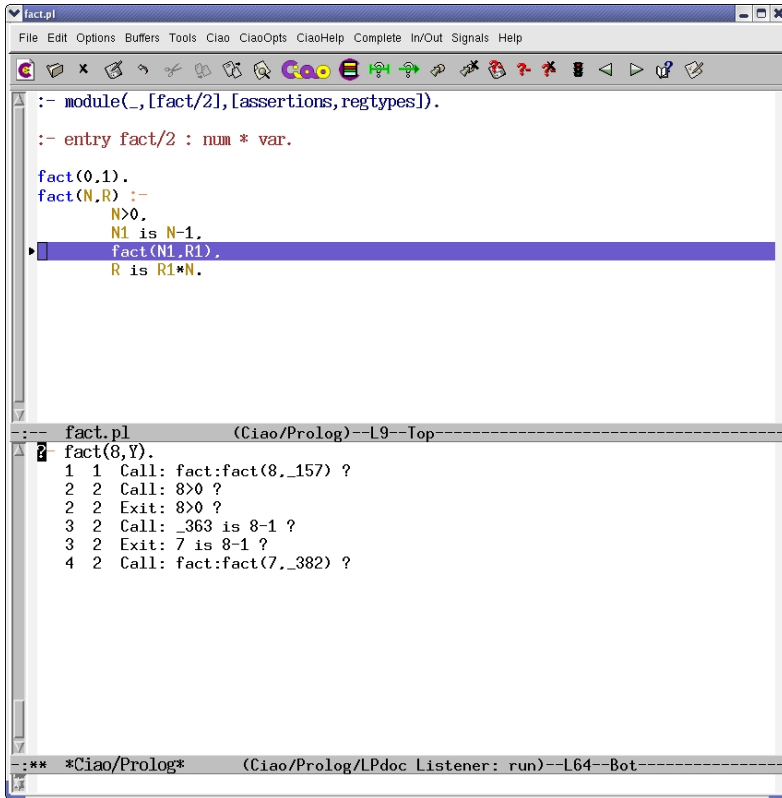 fact.pl
File Edit Options Buffers Tools Ciao CiaoOpts CiaoHelp Complete In/Out Signals Help
Ciao
:- module(_,[fact/2],[assertions,regtypes]).
:- entry fact/2 : num * var.
fact(0,1).
fact(N,R) :-
N>0,
N1 is N-1,
fact(N1,R1),
R is R1*N.
-:-- fact.pl (Ciao/Prolog)--L9--Top--------------------------------------
?- fact(8,Y).
1 1 Call: fact:fact(8,_157) ?
2 2 Call: 8>0 ?
2 2 Exit: 8>0 ?
3 2 Call: _363 is 8-1 ?
3 2 Exit: 7 is 8-1 ?
4 2 Call: fact:fact(7,_382) ?
-:** *Ciao/Prolog* (Ciao/Prolog/LPdoc Listener: run)--L64--Bot----------------